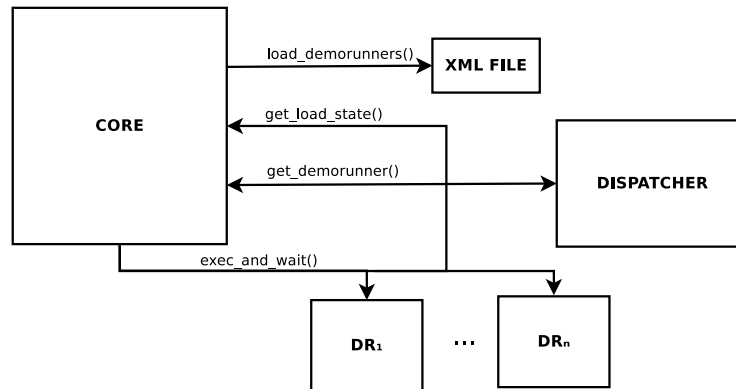 load_demorunners()
XML FILE
get_load_state()
CORE
get_demorunner()
DISPATCHER
exec_and_wait()
DR₁
...
DRₙ